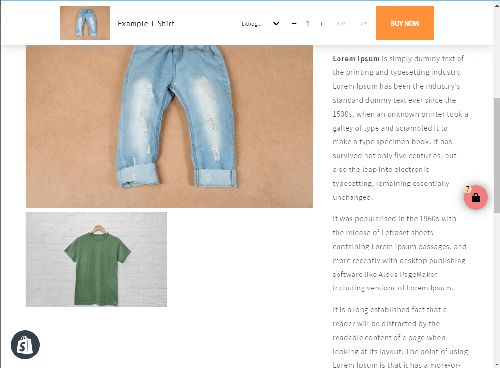 Example T-Shirt
1
BUY NOW
Lorem Ipsum is simply dummy text of
the printing and typesetting industry.
Lorem Ipsum has been the industry's
standard dummy text ever since the
1500s, when an unknown printer took a
galley of type and scrambled it to
make a type specimen book. It has
survived not only five centuries, but
also the leap into electronic
typesetting, remaining essentially
unchanged.
It was popularised in the 1960s with
the release of Letraset sheets
containing Lorem Ipsum passages, and
more recently with desktop publishing
software like Aldus PageMaker
including versions of Lorem Ipsum.
It is a long established fact that a
reader will be distracted by the
readable content of a page when
looking at its layout. The point of using
Lorem Ipsum is that it has a more-or-